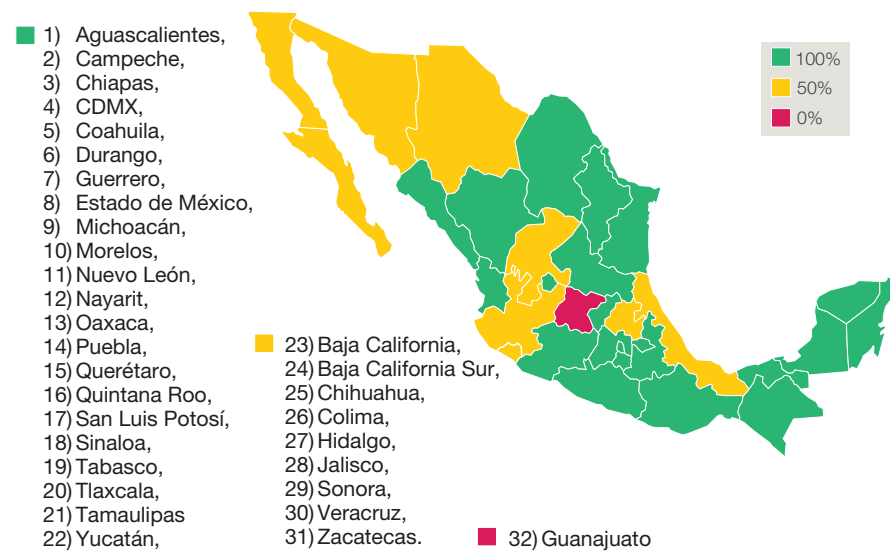 1) Aguascalientes,
2) Campeche,
3) Chiapas,
4) CDMX,
5) Coahuila,
6) Durango,
7) Guerrero,
8) Estado de México,
9) Michoacán,
10) Morelos,
11) Nuevo León,
12) Nayarit,
13) Oaxaca,
14) Puebla,
15) Querétaro,
16) Quintana Roo,
17) San Luis Potosí,
18) Sinaloa,
19) Tabasco,
20) Tlaxcala,
21) Tamaulipas
22) Yucatán,
23) Baja California,
24) Baja California Sur,
25) Chihuahua,
26) Colima,
27) Hidalgo,
28) Jalisco,
29) Sonora,
30) Veracruz,
31) Zacatecas.
32) Guanajuato
100%
50%
0%